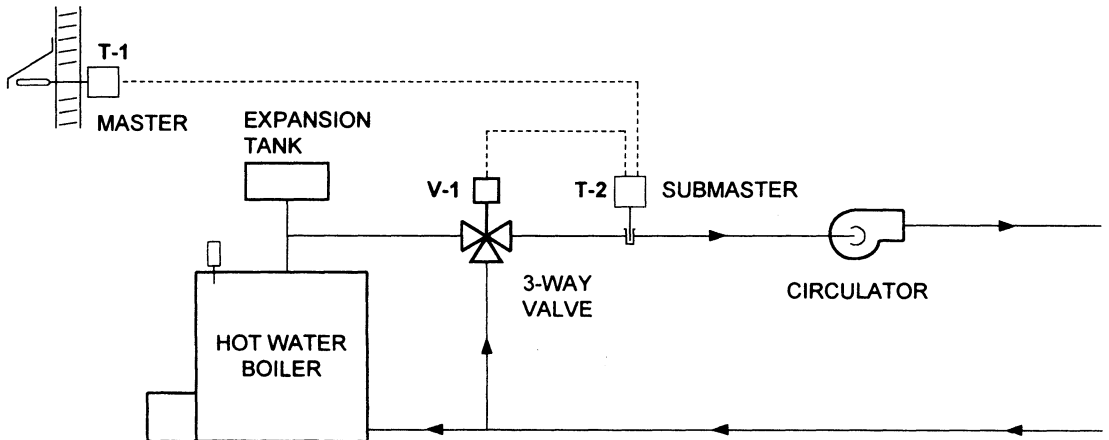 T-1
MASTER
EXPANSION
TANK
V-1
T-2
SUBMASTER
3-WAY
VALVE
CIRCULATOR
HOT WATER
BOILER